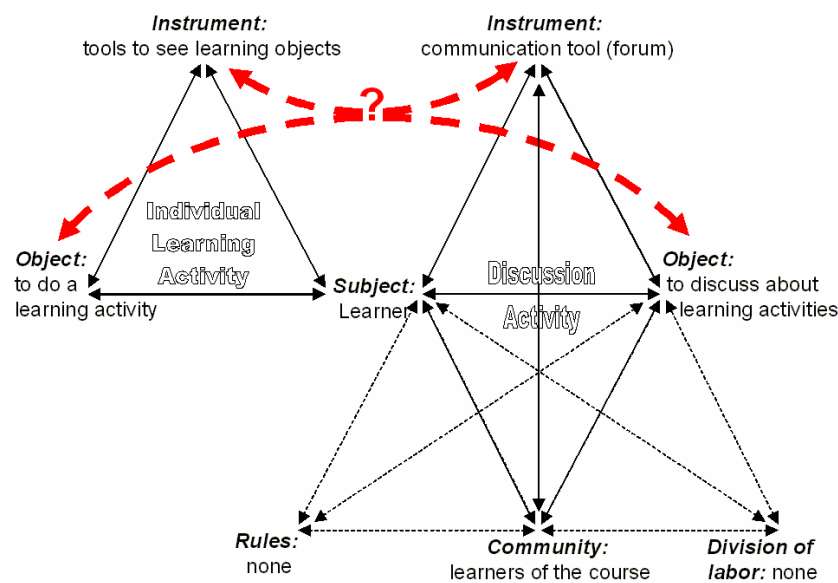 Instrument:
tools to see learning objects
Instrument:
communication tool (forum)
?
Individual
Learning
Activity
Object:
to do a
learning activity
Subject:
Learner
Discussion
Activity
Object:
to discuss about
learning activities
Rules:
none
Community:
learners of the course
Division of
labor: none